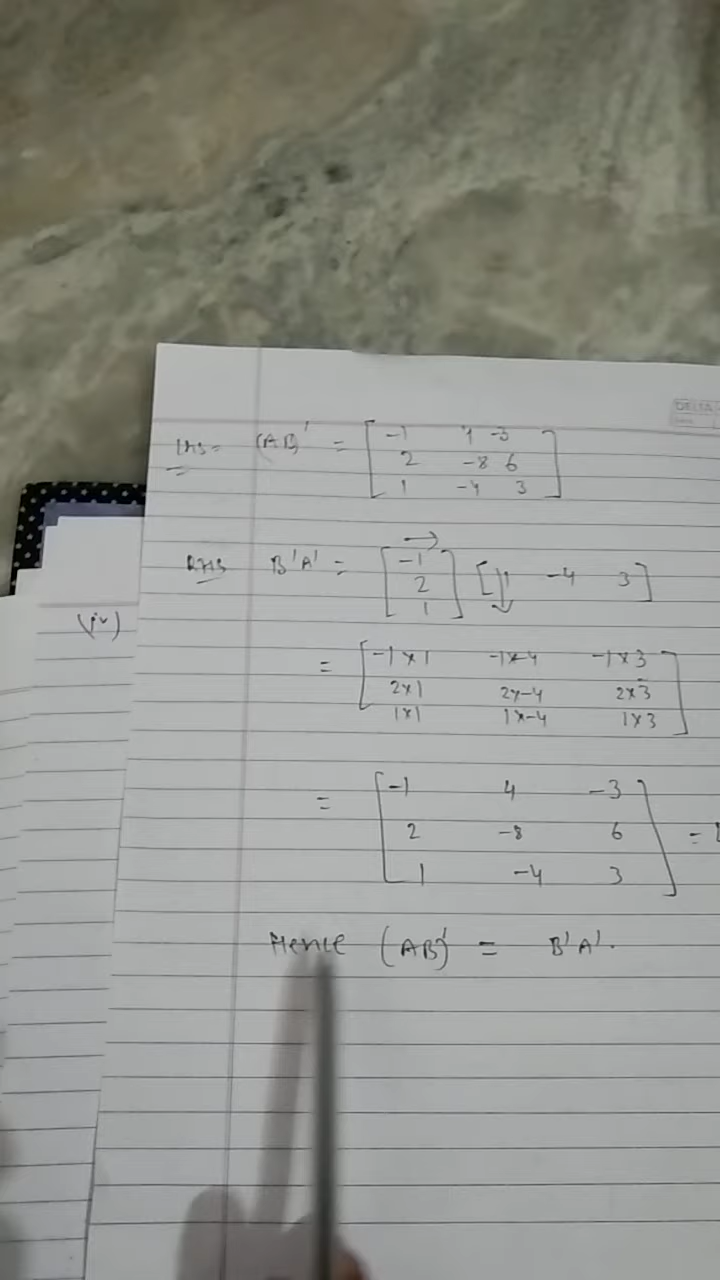 LHS = (AB)' = [ -1 4 -3
2 -8 6
1 -4 3 ]
RHS B'A' = [ -1
2
1 ] [ 1 -4 3 ]
(iv)
= [ -1×1 -1×-4 -1×3
2×1 2×-4 2×3
1×1 1×-4 1×3 ]
= [ -1 4 -3
2 -8 6 =
1 -4 3 ]
Hence (AB)' = B'A'.
DELTA